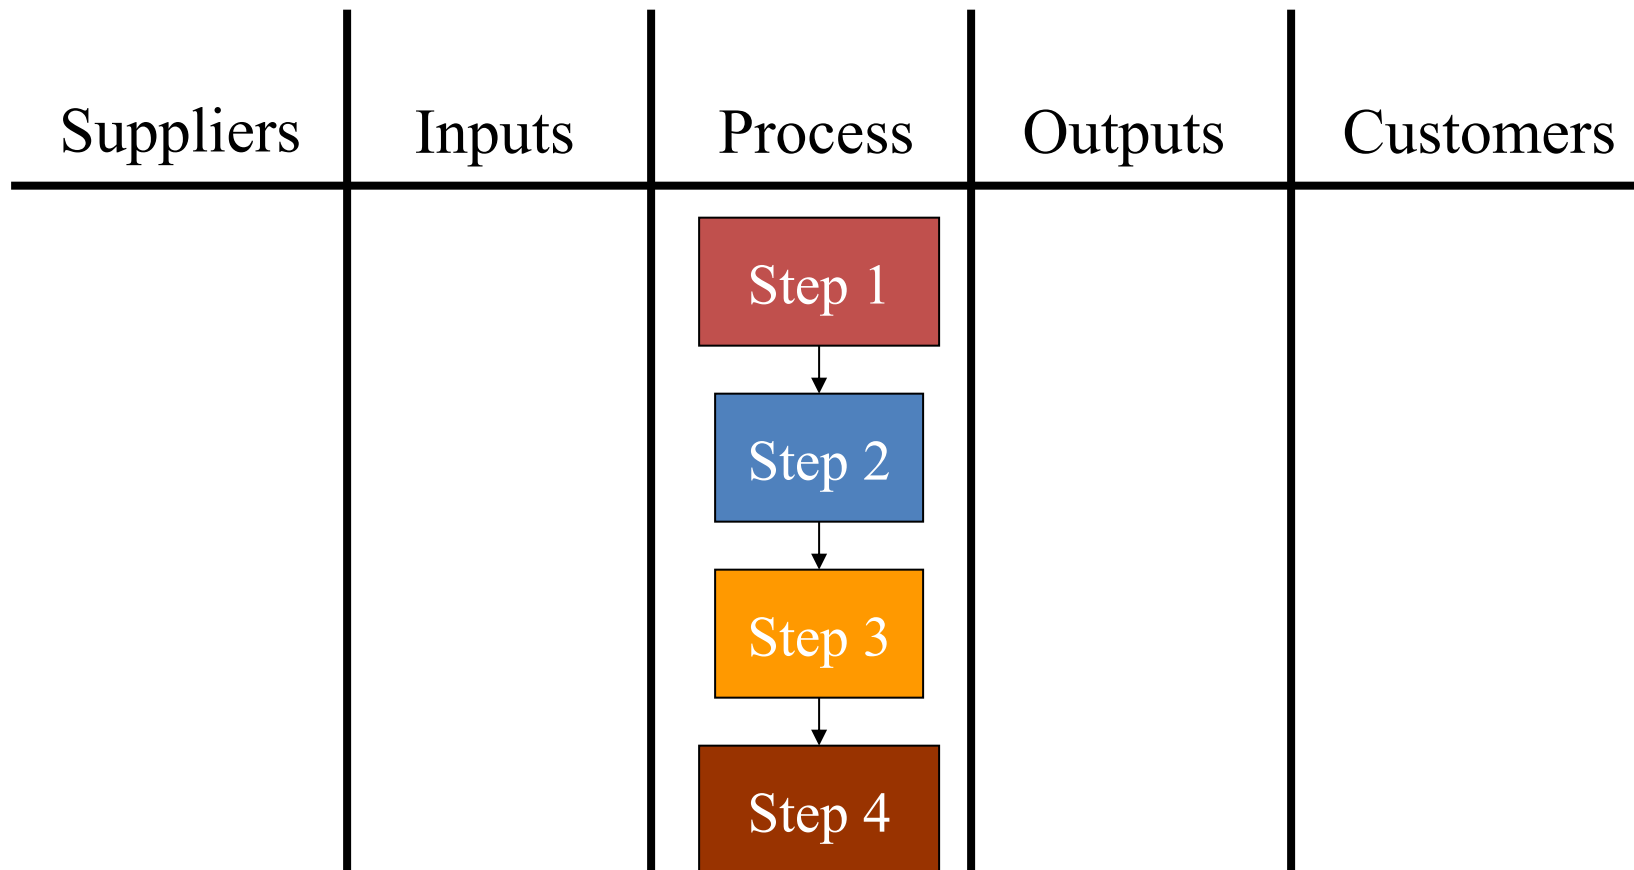 Suppliers Inputs Process Outputs Customers
Step 1
Step 2
Step 3
Step 4